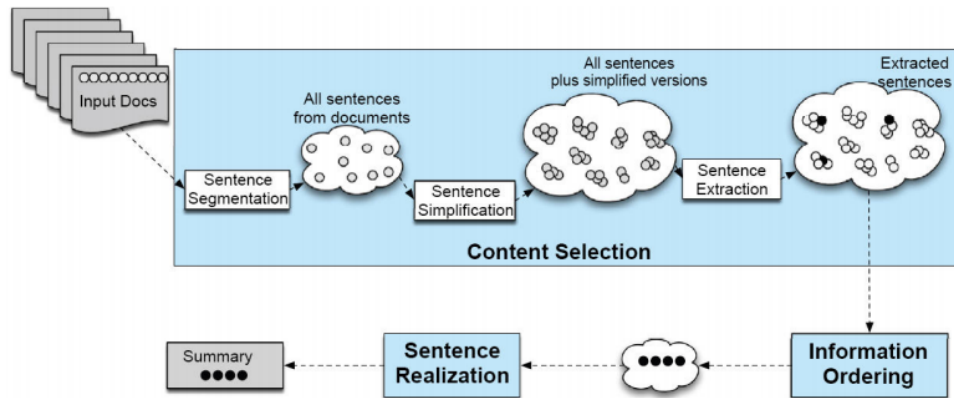 Input Docs
All sentences
from documents
All sentences
plus simplified versions
Extracted
sentences
Sentence
Segmentation
Sentence
Simplification
Sentence
Extraction
Content Selection
Summary
Sentence
Realization
Information
Ordering